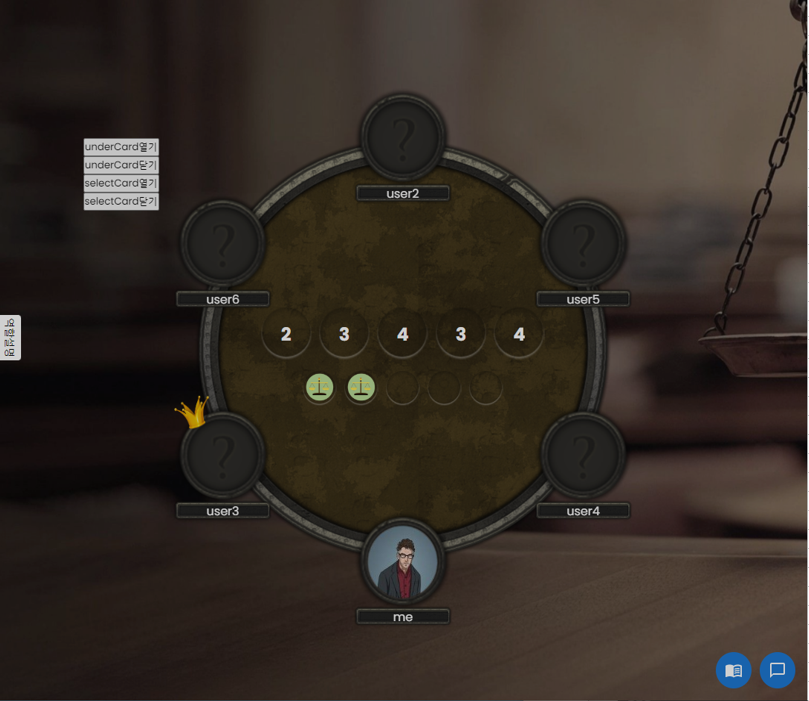 underCard열기
underCard닫기
selectCard열기
selectCard닫기
?
user2
?
user6
?
user5
2 3 4 3 4
?
user3
?
user4
me